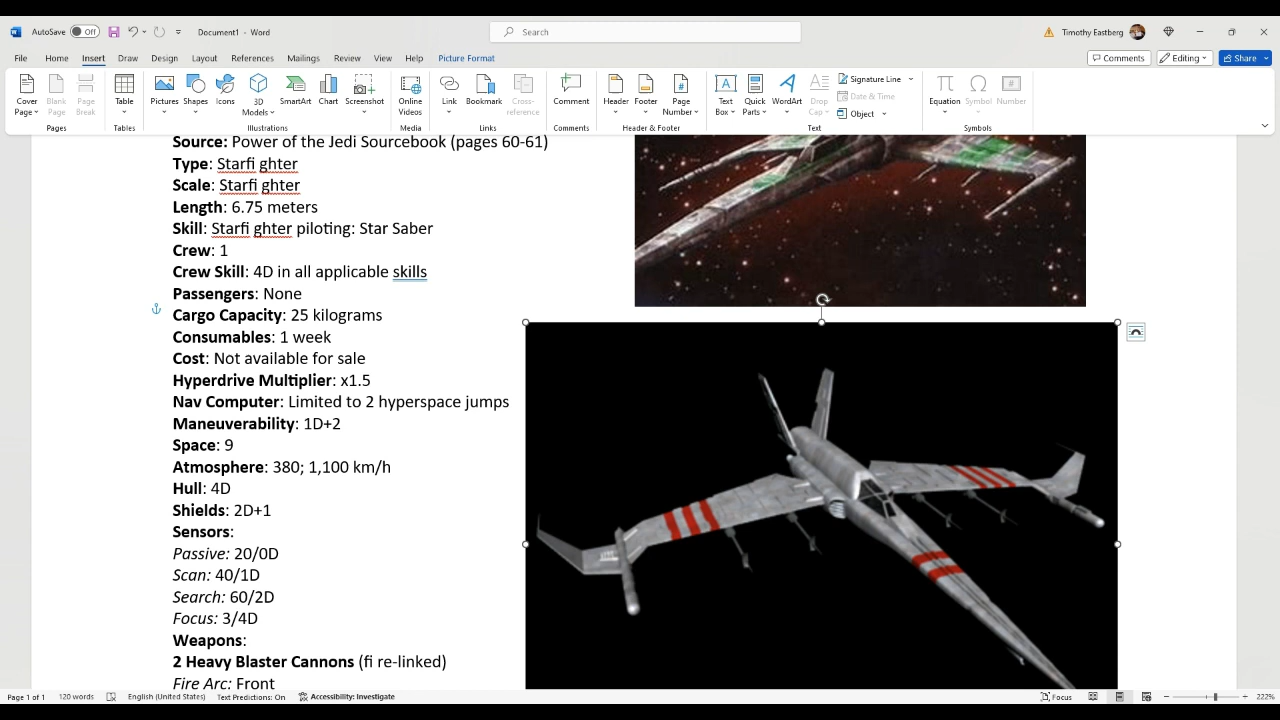 AutoSave Off Document1 - Word Search Timothy Eastberg
File Home Insert Draw Design Layout References Mailings Review View Help Picture Format Comments Editing Share
Cover Page Blank Page Page Break Table Pictures Shapes Icons 3D Models SmartArt Chart Screenshot Online Videos Link Bookmark Cross-reference Comment Header Footer Page Number Text Box Quick Parts WordArt Drop Cap Signature Line Date & Time Object Equation Symbol Number
Pages Tables Illustrations Media Links Comments Header & Footer Text Symbols
Source: Power of the Jedi Sourcebook (pages 60-61)
Type: Starfi ghter
Scale: Starfi ghter
Length: 6.75 meters
Skill: Starfi ghter piloting: Star Saber
Crew: 1
Crew Skill: 4D in all applicable skills
Passengers: None
Cargo Capacity: 25 kilograms
Consumables: 1 week
Cost: Not available for sale
Hyperdrive Multiplier: x1.5
Nav Computer: Limited to 2 hyperspace jumps
Maneuverability: 1D+2
Space: 9
Atmosphere: 380; 1,100 km/h
Hull: 4D
Shields: 2D+1
Sensors:
Passive: 20/0D
Scan: 40/1D
Search: 60/2D
Focus: 3/4D
Weapons:
2 Heavy Blaster Cannons (fi re-linked)
Fire Arc: Front
Page 1 of 1 120 words English (United States) Text Predictions: On Accessibility: Investigate Focus 222%